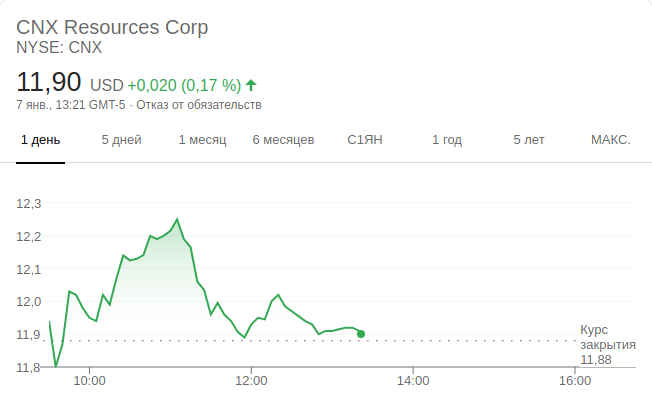 CNX Resources Corp
NYSE: CNX
11,90 USD +0,020 (0,17 %)
7 янв., 13:21 GMT-5 · Отказ от обязательств
1 день 5 дней 1 месяц 6 месяцев С1ЯН 1 год 5 лет МАКС.
12,3
12,2
12,1
12,0
11,9
Курс
закрытия
11,88
11,8
10:00 12:00 14:00 16:00